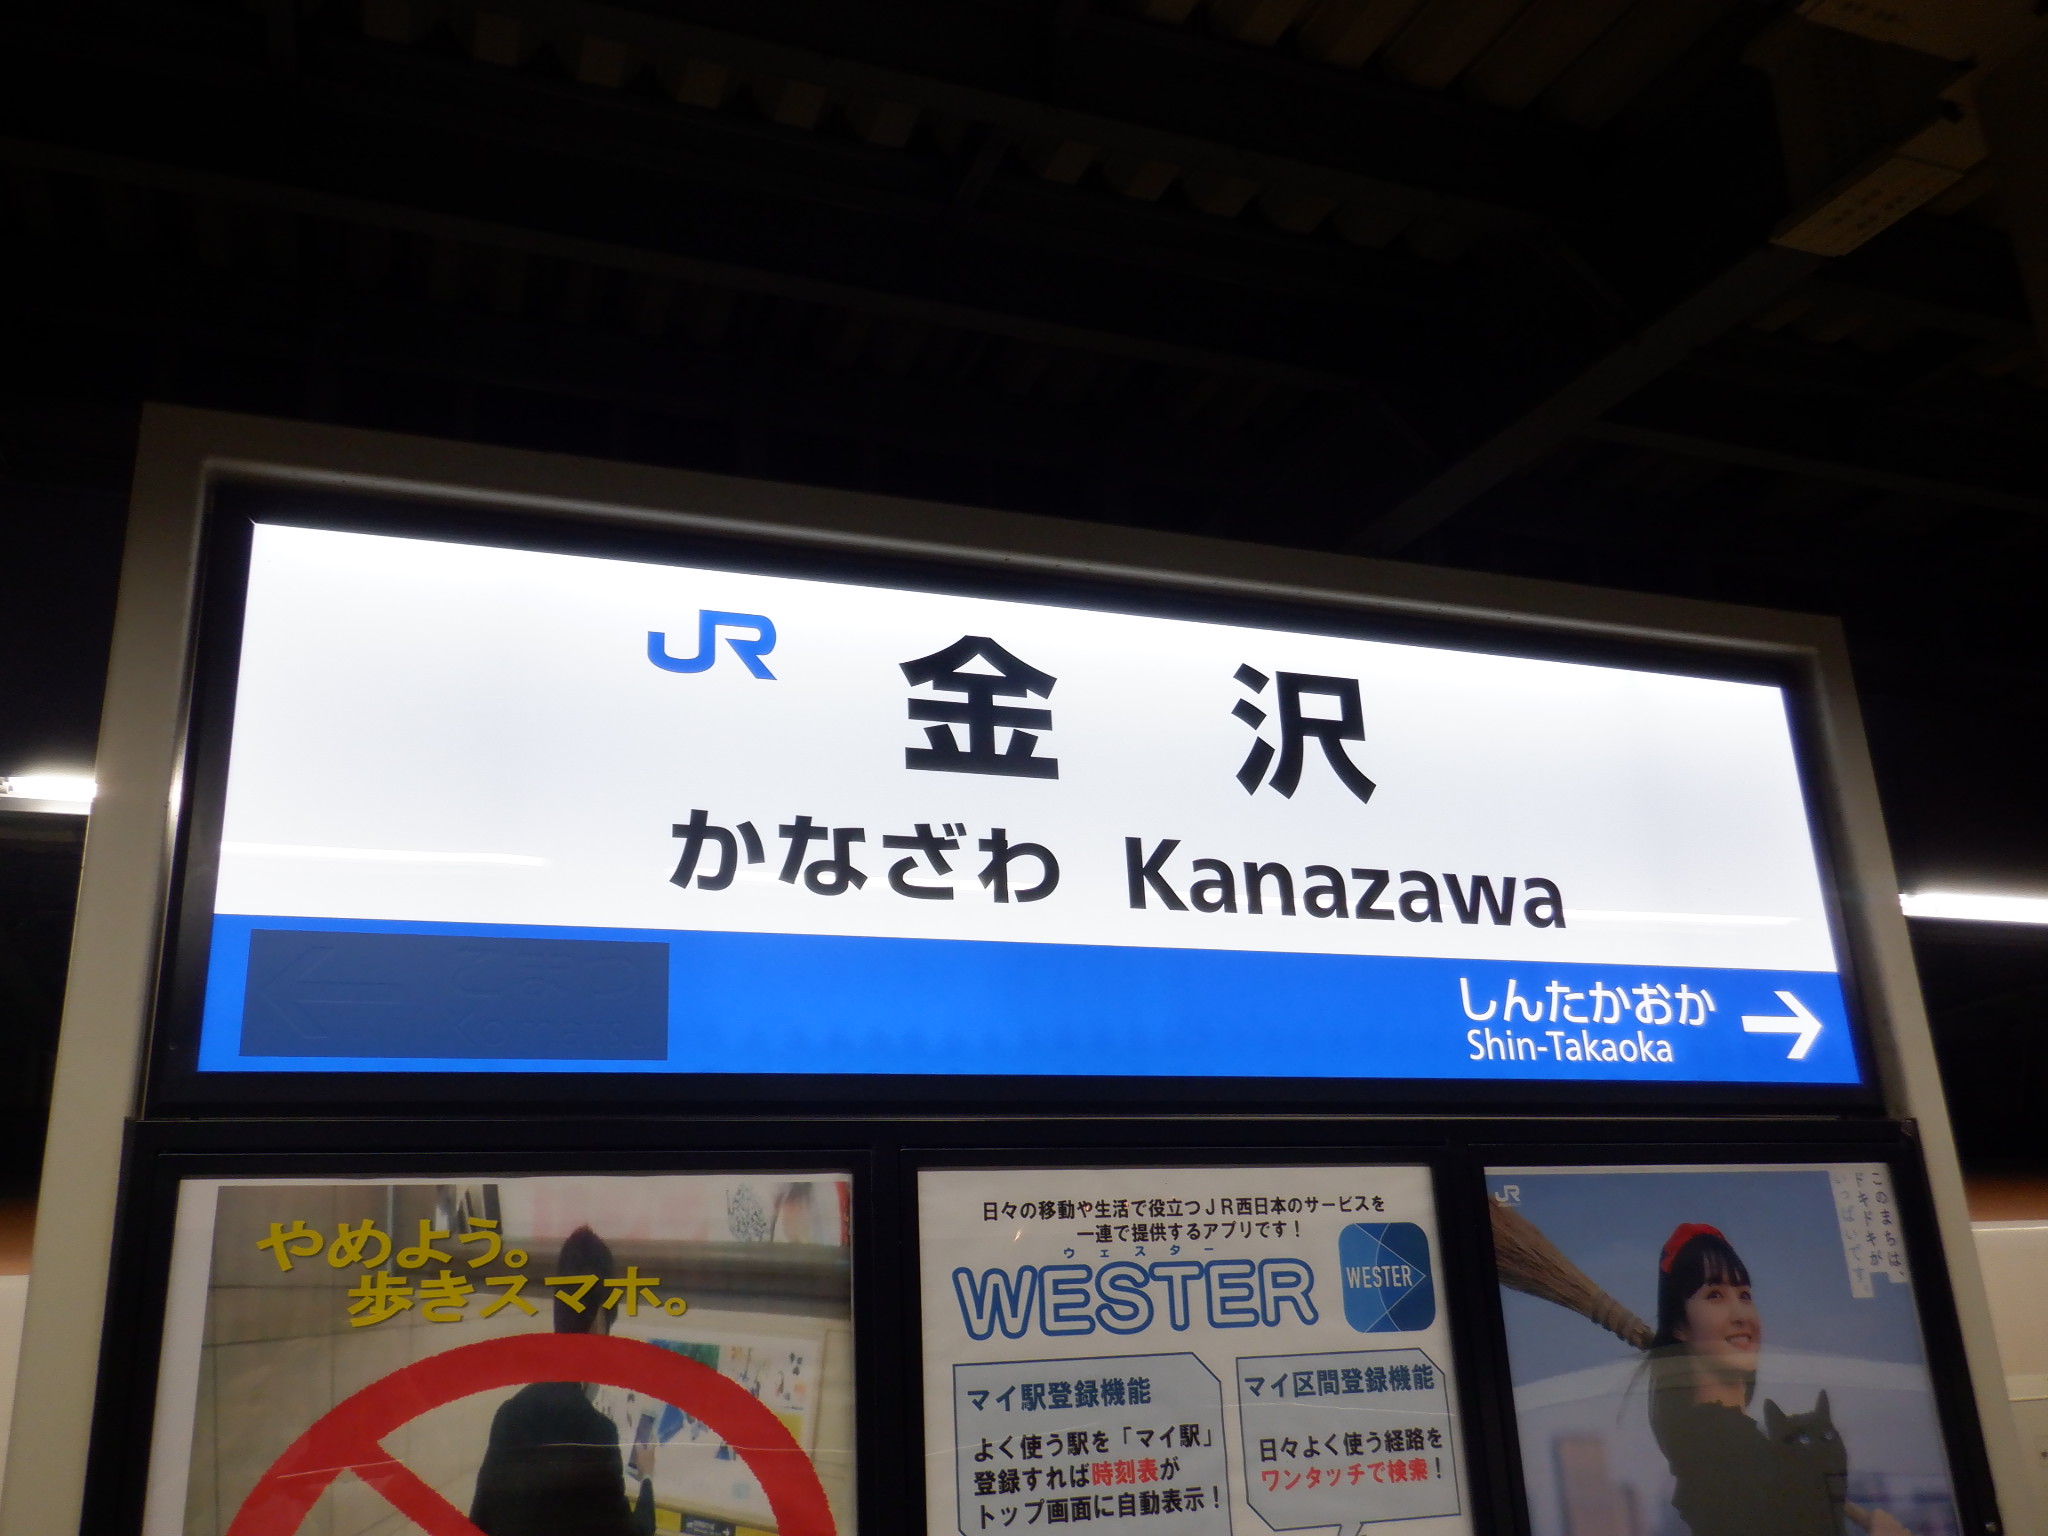 JR
金沢
かなざわ Kanazawa
こまつ
Komatsu
しんたかおか
Shin-Takaoka
やめよう。
歩きスマホ。
日々の移動や生活で役立つJR西日本のサービスを
一連で提供するアプリです！
ウェスター
WESTER
WESTER
マイ駅登録機能
よく使う駅を「マイ駅」
登録すれば時刻表が
トップ画面に自動表示！
マイ区間登録機能
日々よく使う経路を
ワンタッチで検索！
JR
このまちは、
ドキドキが
いっぱいです。